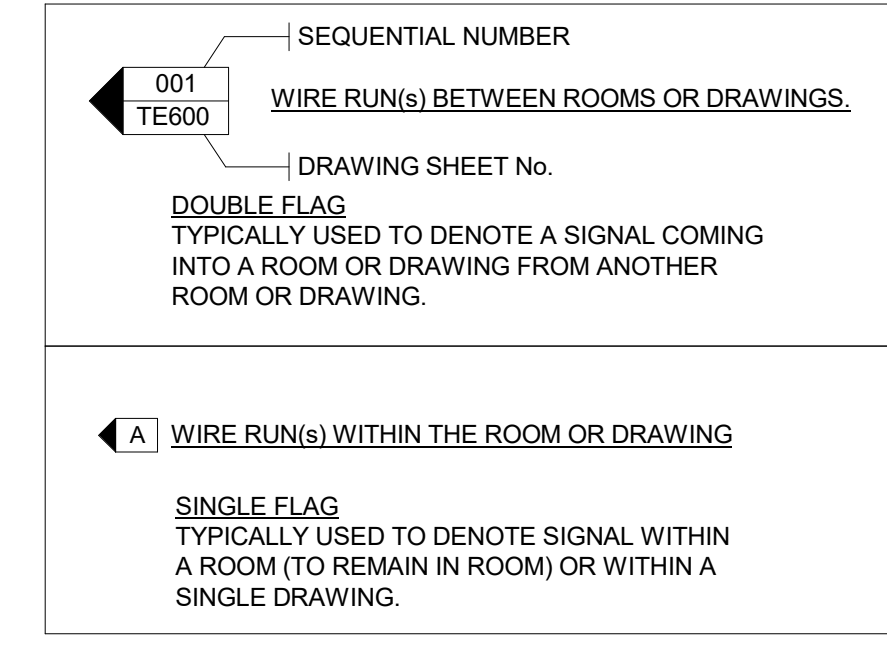 SEQUENTIAL NUMBER
001
TE600
WIRE RUN(s) BETWEEN ROOMS OR DRAWINGS.
DRAWING SHEET No.
DOUBLE FLAG
TYPICALLY USED TO DENOTE A SIGNAL COMING
INTO A ROOM OR DRAWING FROM ANOTHER
ROOM OR DRAWING.
A WIRE RUN(s) WITHIN THE ROOM OR DRAWING
SINGLE FLAG
TYPICALLY USED TO DENOTE SIGNAL WITHIN
A ROOM (TO REMAIN IN ROOM) OR WITHIN A
SINGLE DRAWING.